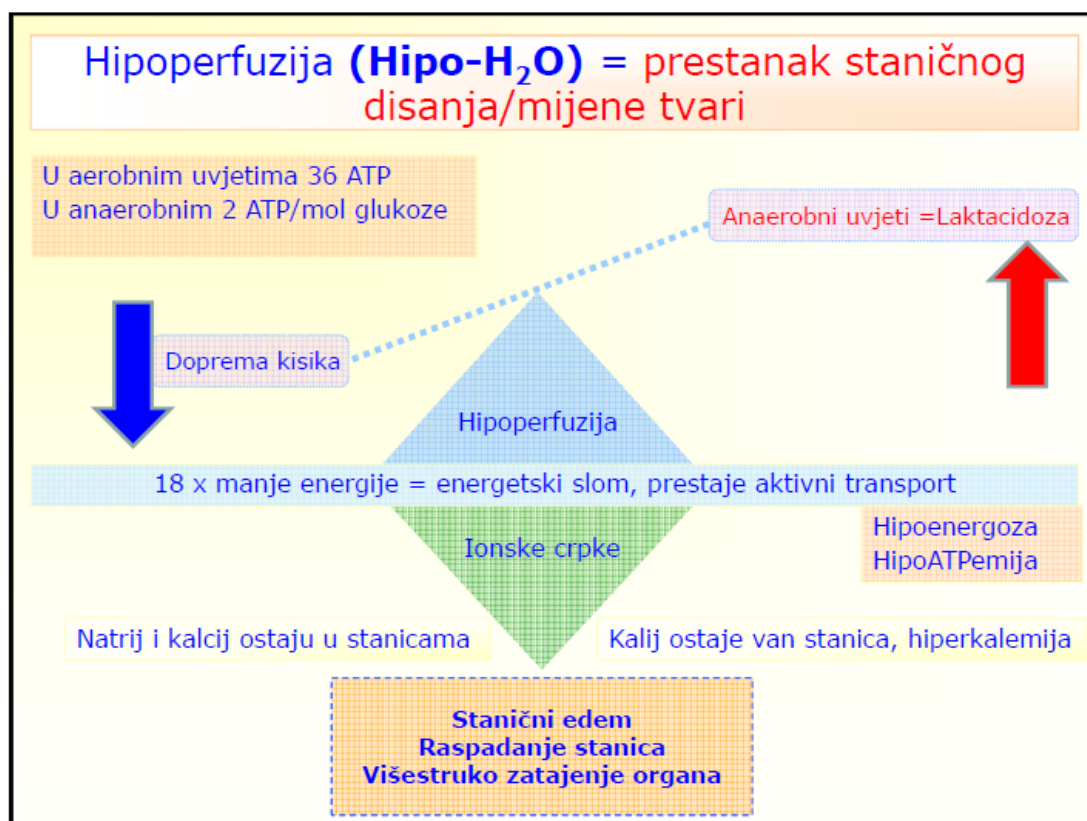 Hipoperfuzija (Hipo-H₂O) = prestanak staničnog
disanja/mijene tvari
U aerobnim uvjetima 36 ATP
U anaerobnim 2 ATP/mol glukoze
Anaerobni uvjeti =Laktacidoza
Doprema kisika
Hipoperfuzija
18 x manje energije = energetski slom, prestaje aktivni transport
Ionske crpke
Hipoenergoza
HipoATPemija
Natrij i kalcij ostaju u stanicama
Kalij ostaje van stanica, hiperkalemija
Stanični edem
Raspadanje stanica
Višestruko zatajenje organa